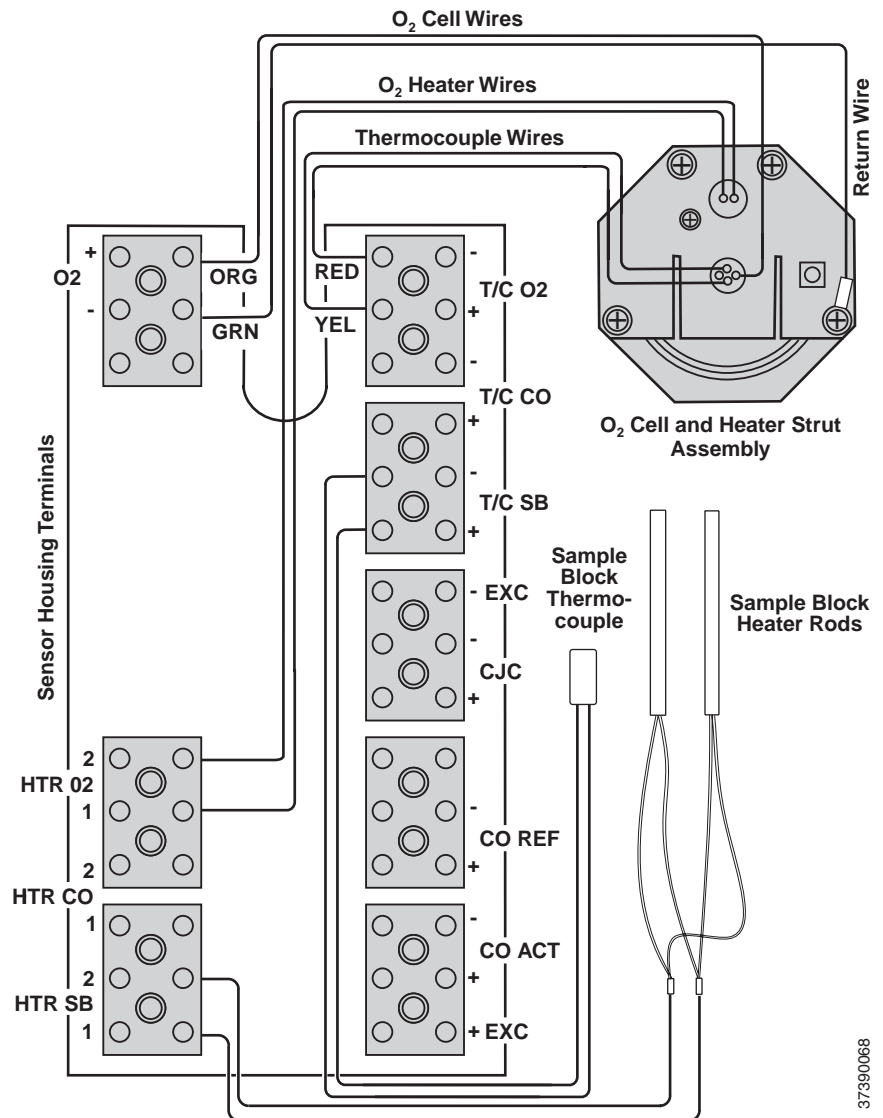 O2 Cell Wires
O2 Heater Wires
Thermocouple Wires
Return Wire
+
O2
-
ORG
GRN
RED
YEL
-
T/C O2
+
-
T/C CO
+
-
T/C SB
+
O2 Cell and Heater Strut
Assembly
Sensor Housing Terminals
- EXC
-
CJC
+
Sample
Block
Thermo-
couple
Sample Block
Heater Rods
2
HTR 02
1
2
HTR CO
1
2
HTR SB
1
-
CO REF
+
-
CO ACT
+
+ EXC
37390068